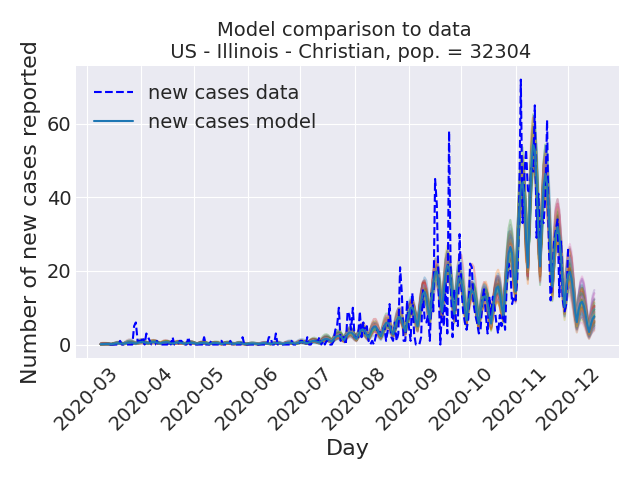 Model comparison to data
US - Illinois - Christian, pop. = 32304
Number of new cases reported
new cases data
new cases model
60
40
20
0
2020-03
2020-04
2020-05
2020-06
2020-07
2020-08
2020-09
2020-10
2020-11
2020-12
Day